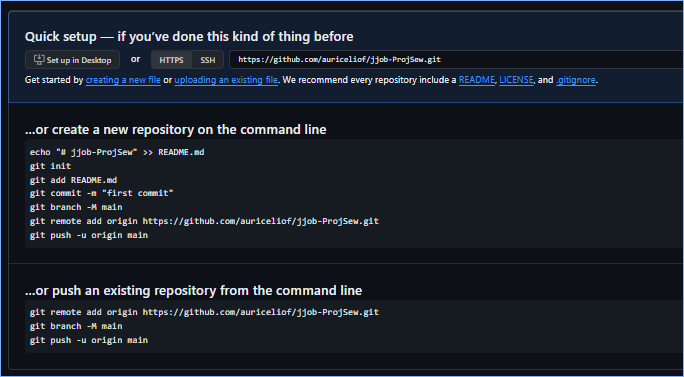 Quick setup — if you've done this kind of thing before
Set up in Desktop or HTTPS SSH https://github.com/auriceliof/jjob-ProjSew.git
Get started by creating a new file or uploading an existing file. We recommend every repository include a README, LICENSE, and .gitignore.
...or create a new repository on the command line
echo "# jjob-ProjSew" >> README.md
git init
git add README.md
git commit -m "first commit"
git branch -M main
git remote add origin https://github.com/auriceliof/jjob-ProjSew.git
git push -u origin main
...or push an existing repository from the command line
git remote add origin https://github.com/auriceliof/jjob-ProjSew.git
git branch -M main
git push -u origin main